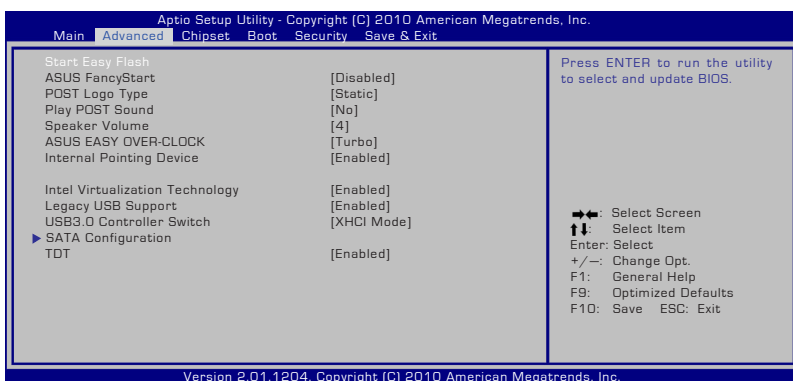 Aptio Setup Utility - Copyright (C) 2010 American Megatrends, Inc.
Main Advanced Chipset Boot Security Save & Exit
Start Easy Flash
ASUS FancyStart [Disabled]
POST Logo Type [Static]
Play POST Sound [No]
Speaker Volume [4]
ASUS EASY OVER-CLOCK [Turbo]
Internal Pointing Device [Enabled]
Intel Virtualization Technology [Enabled]
Legacy USB Support [Enabled]
USB3.0 Controller Switch [XHCI Mode]
SATA Configuration
TDT [Enabled]
Press ENTER to run the utility
to select and update BIOS.
: Select Screen
: Select Item
Enter: Select
+/—: Change Opt.
F1: General Help
F9: Optimized Defaults
F10: Save ESC: Exit
Version 2.01.1204. Copyright (C) 2010 American Megatrends, Inc.